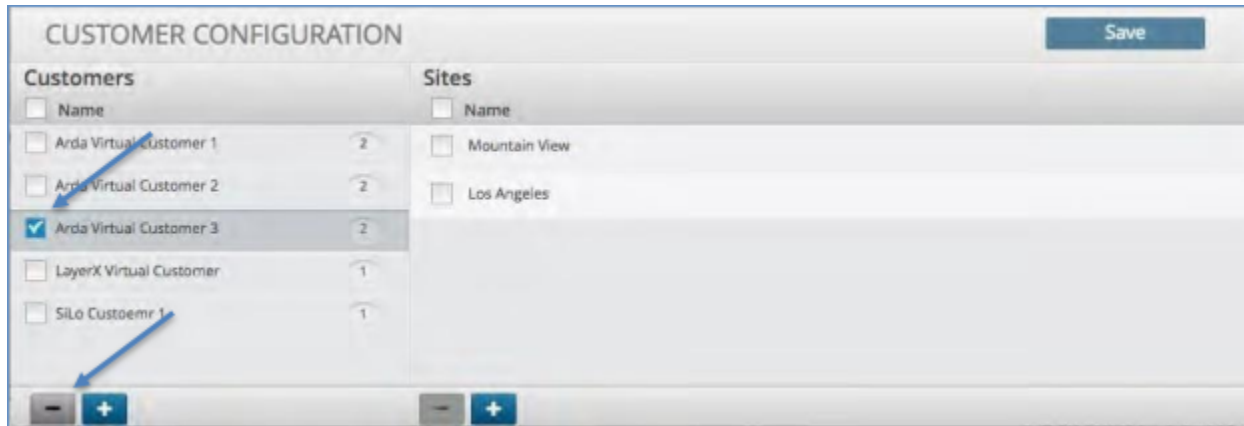 CUSTOMER CONFIGURATION
Save
Customers
Name
Arda Virtual Customer 1 2
Arda Virtual Customer 2 2
Arda Virtual Customer 3 2
LayerX Virtual Customer 1
SiLo Custoemr 1 1
- +
Sites
Name
Mountain View
Los Angeles
- +